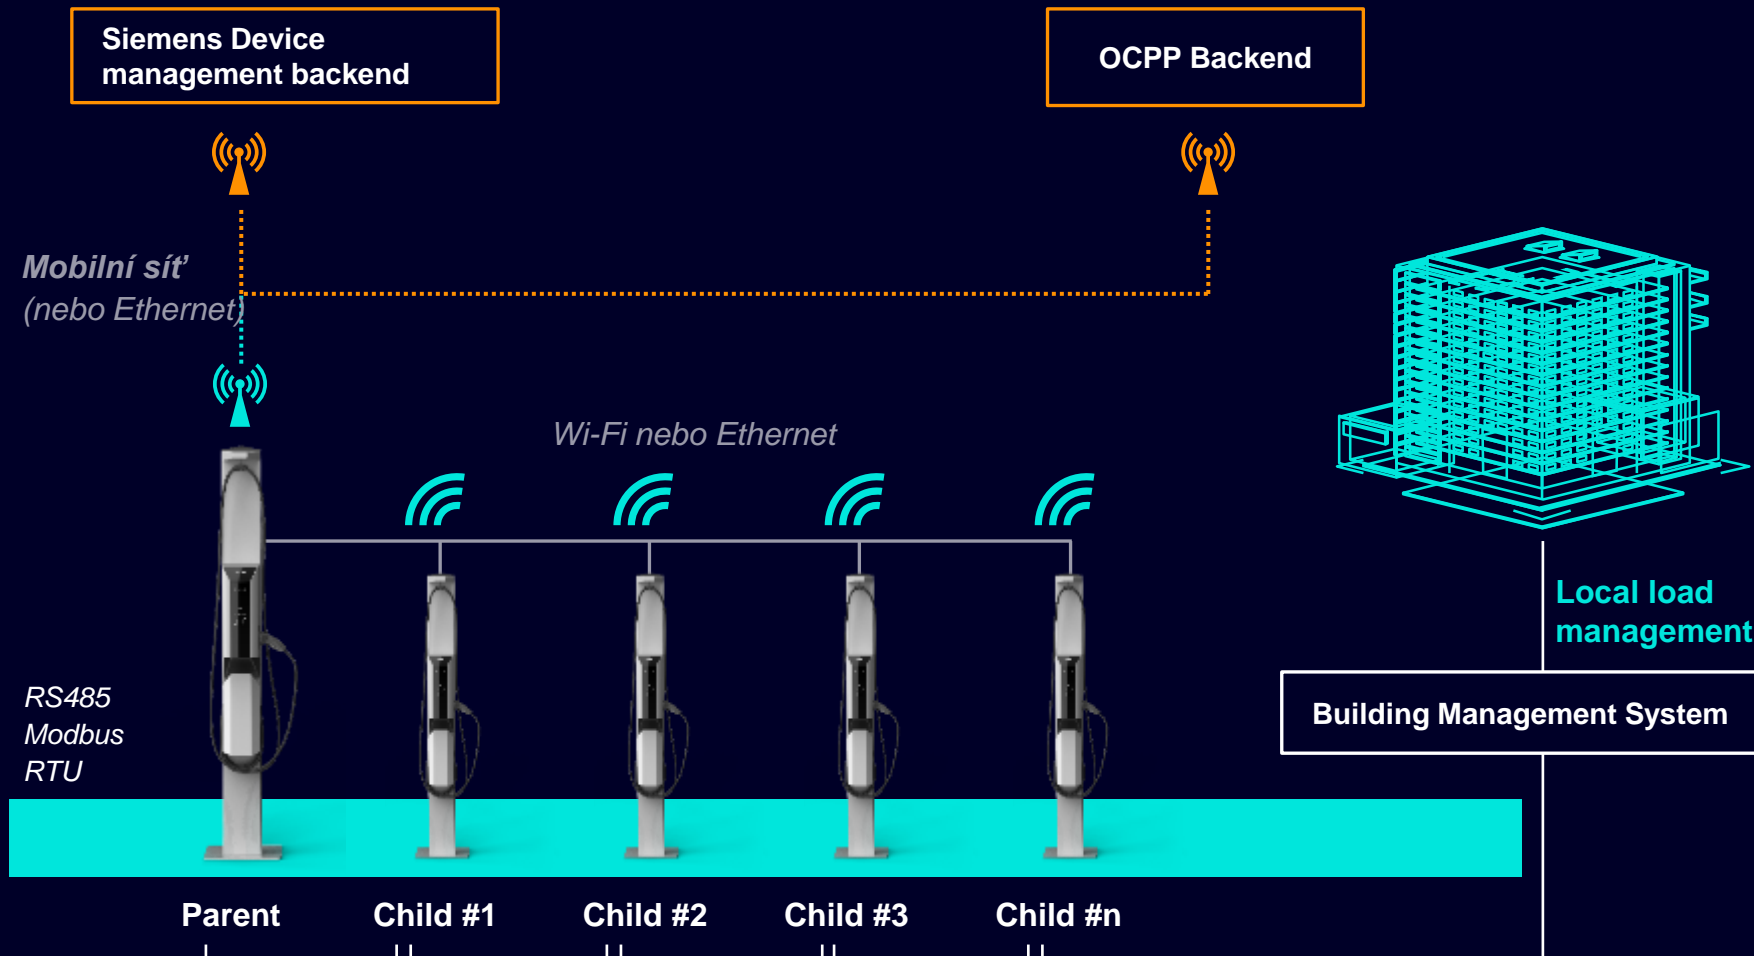 Siemens Device
management backend
OCPP Backend
Mobilní síť
(nebo Ethernet)
Wi-Fi nebo Ethernet
Local load
management
Building Management System
RS485
Modbus
RTU
Parent
Child #1
Child #2
Child #3
Child #n